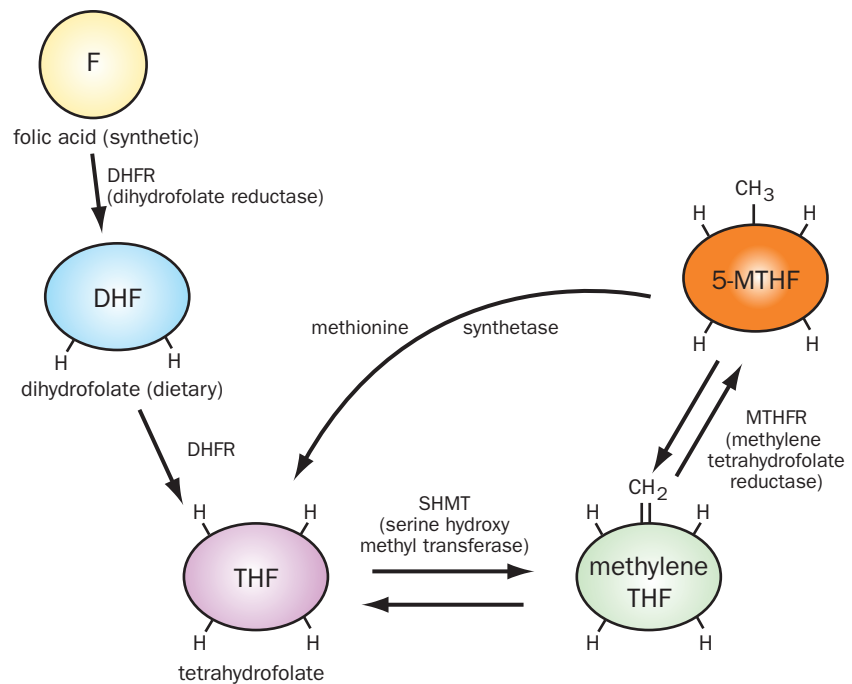 F
folic acid (synthetic)
DHFR
(dihydrofolate reductase)
DHF
H
H
dihydrofolate (dietary)
DHFR
H
H
THF
H
H
tetrahydrofolate
methionine synthetase
SHMT
(serine hydroxy
methyl transferase)
CH₂
H
H
methylene
THF
H
H
MTHFR
(methylene
tetrahydrofolate
reductase)
CH₃
H
H
5-MTHF
H
H